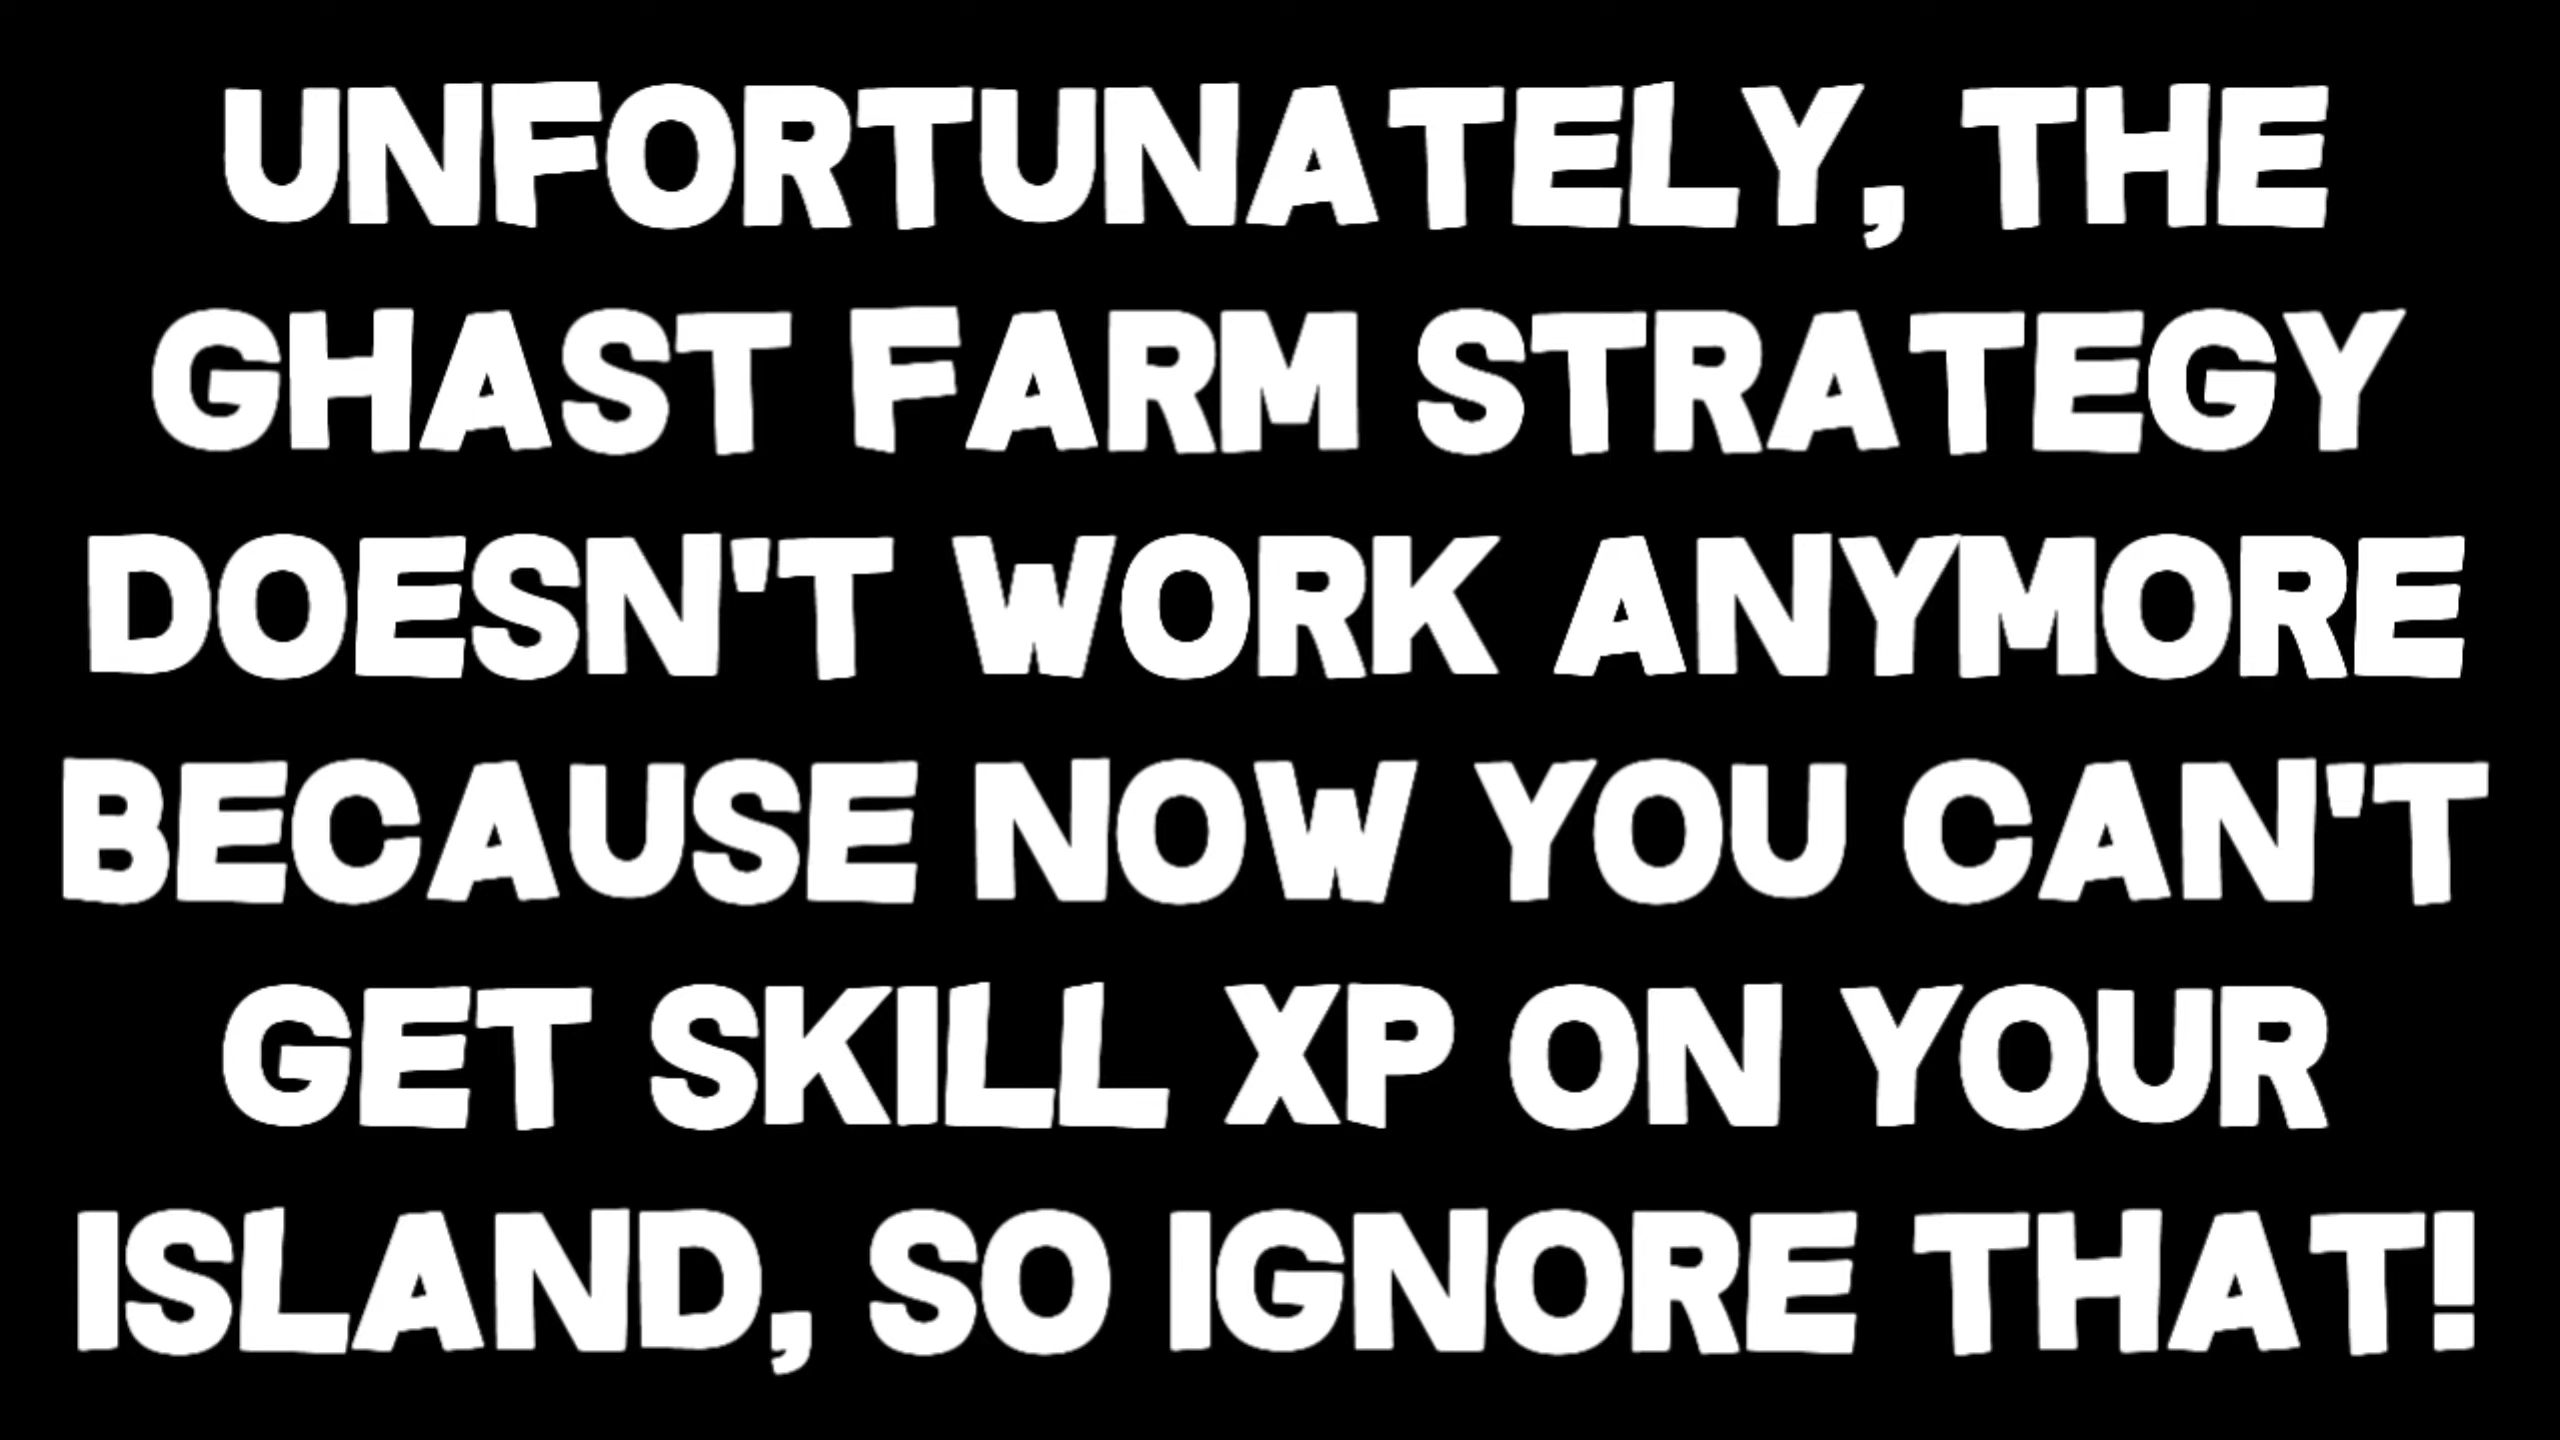 UNFORTUNATELY, THE
GHAST FARM STRATEGY
DOESN'T WORK ANYMORE
BECAUSE NOW YOU CAN'T
GET SKILL XP ON YOUR
ISLAND, SO IGNORE THAT!